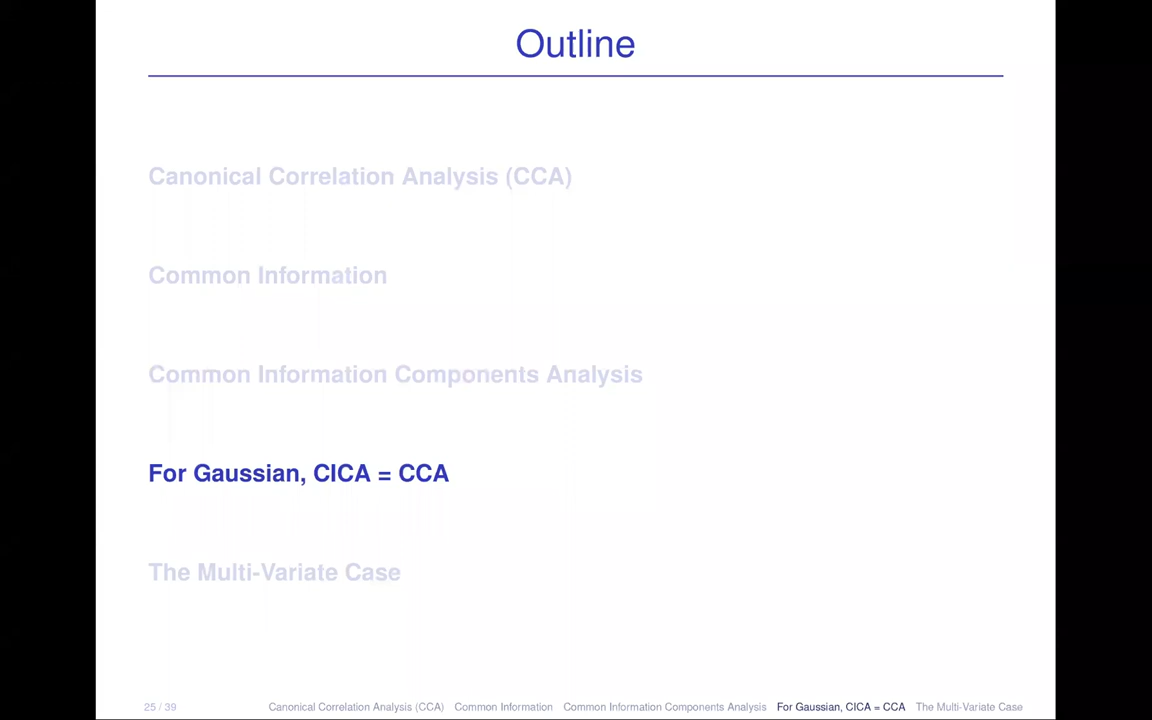 Outline
Canonical Correlation Analysis (CCA)
Common Information
Common Information Components Analysis
For Gaussian, CICA = CCA
The Multi-Variate Case
25 / 39 Canonical Correlation Analysis (CCA) Common Information Common Information Components Analysis For Gaussian, CICA = CCA The Multi-Variate Case